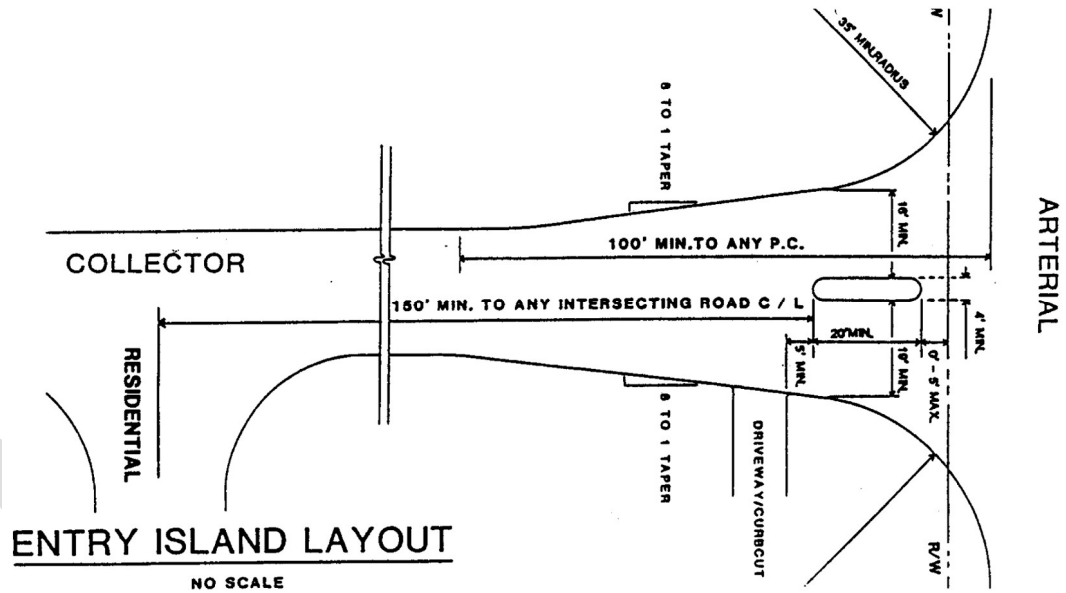 35' MIN.RADIUS
8 TO 1 TAPER
ARTERIAL
16' MIN.
100' MIN.TO ANY P.C.
COLLECTOR
150' MIN. TO ANY INTERSECTING ROAD C / L
4' MIN.
20' MIN.
5' MIN.
0' - 5' MAX.
RESIDENTIAL
8 TO 1 TAPER
DRIVEWAY/CURBCUT
R/W
ENTRY ISLAND LAYOUT
NO SCALE